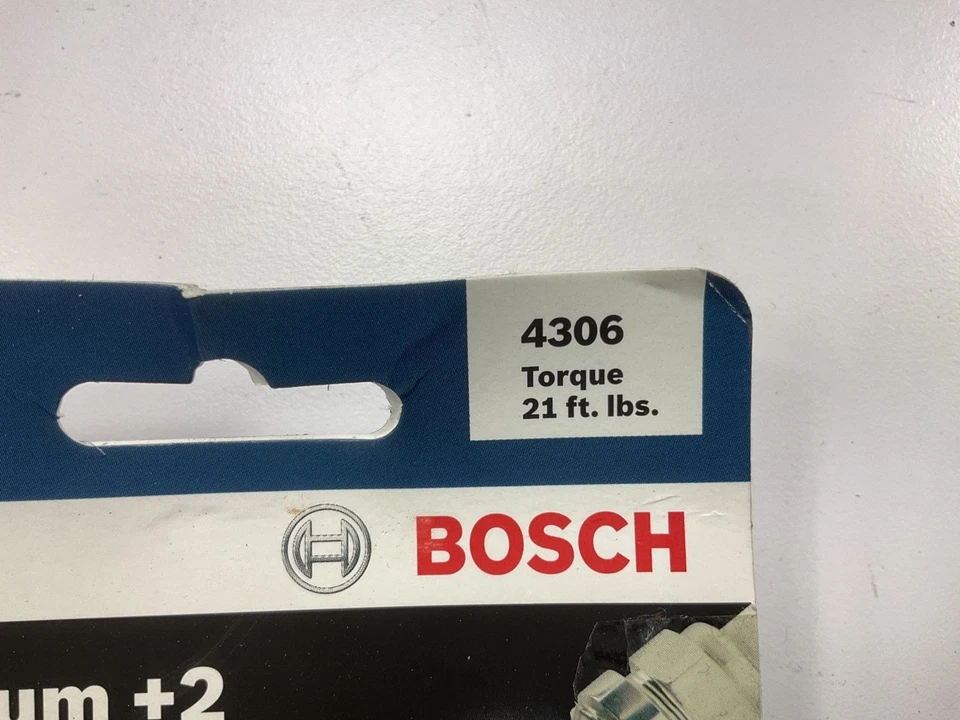 4306
Torque
21 ft. lbs.
BOSCH
um +2